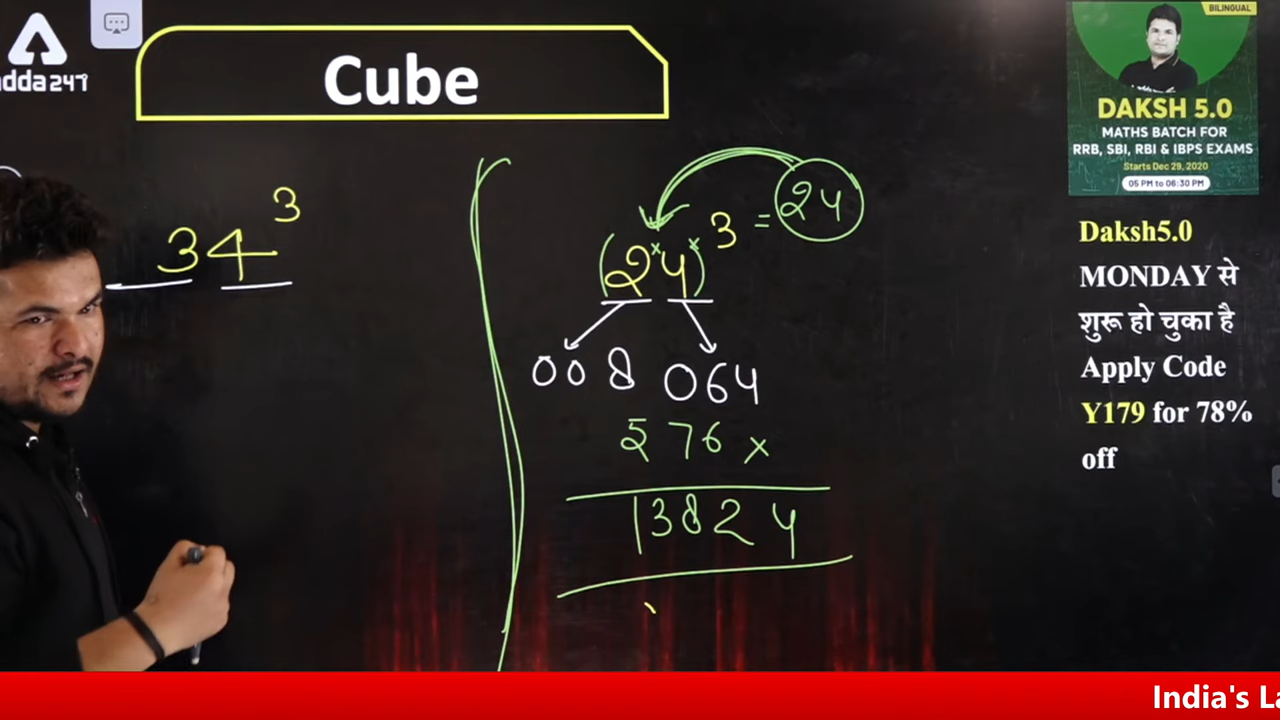 adda247
Cube
34³
(2×4)×³ = 24
008 064
576×
13824
BILINGUAL
DAKSH 5.0
MATHS BATCH FOR
RRB, SBI, RBI & IBPS EXAMS
Starts Dec 29, 2020
05 PM to 06:30 PM
Daksh5.0
MONDAY से
शुरू हो चुका है
Apply Code
Y179 for 78%
off
India's La